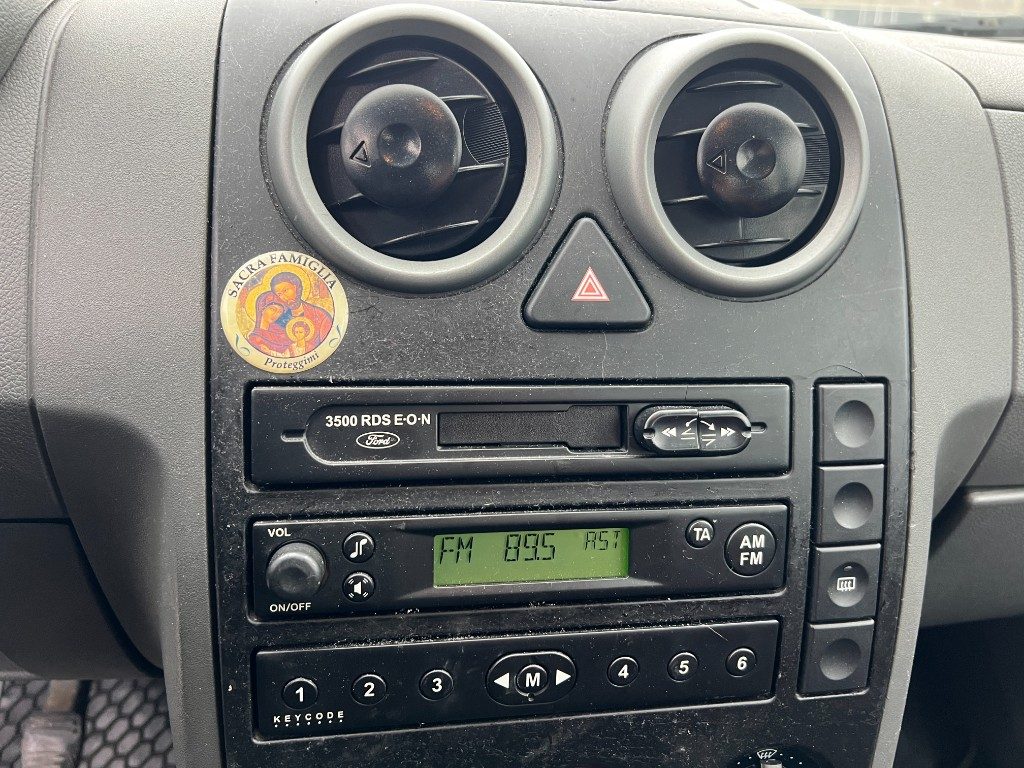 SACRA FAMIGLIA
Proteggimi
3500 RDS E·O·N
Ford
VOL
ON/OFF
FM 89.5 AST
TA
AM
FM
1 2 3 M 4 5 6
KEYCODE